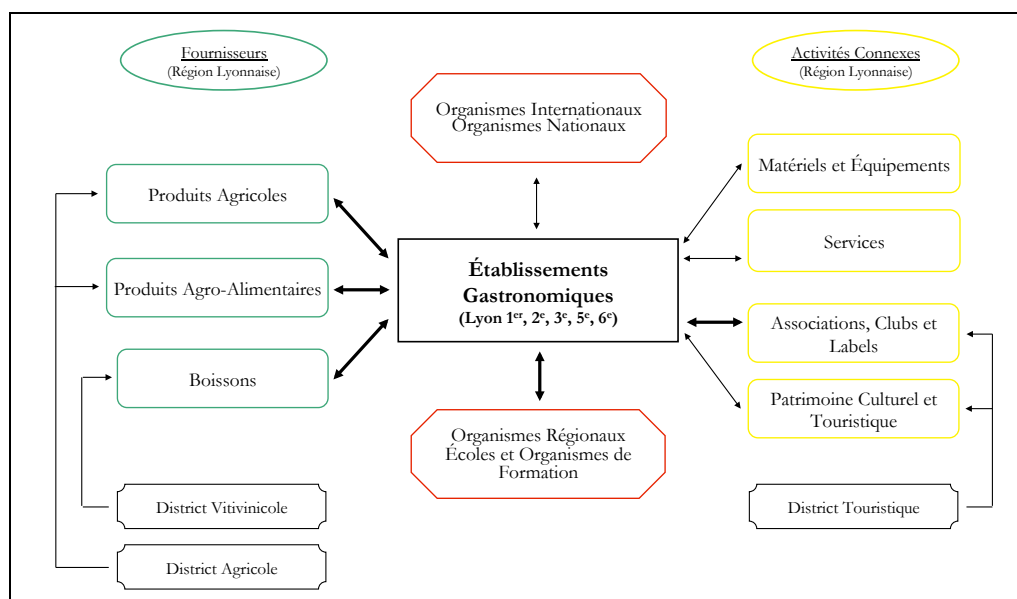 Fournisseurs
(Région Lyonnaise)
Activités Connexes
(Région Lyonnaise)
Organismes Internationaux
Organismes Nationaux
Produits Agricoles
Matériels et Équipements
Services
Produits Agro-Alimentaires
Établissements
Gastronomiques
(Lyon 1er, 2e, 3e, 5e, 6e)
Associations, Clubs et
Labels
Boissons
Patrimoine Culturel et
Touristique
Organismes Régionaux
Écoles et Organismes de
Formation
District Vitivinicole
District Touristique
District Agricole